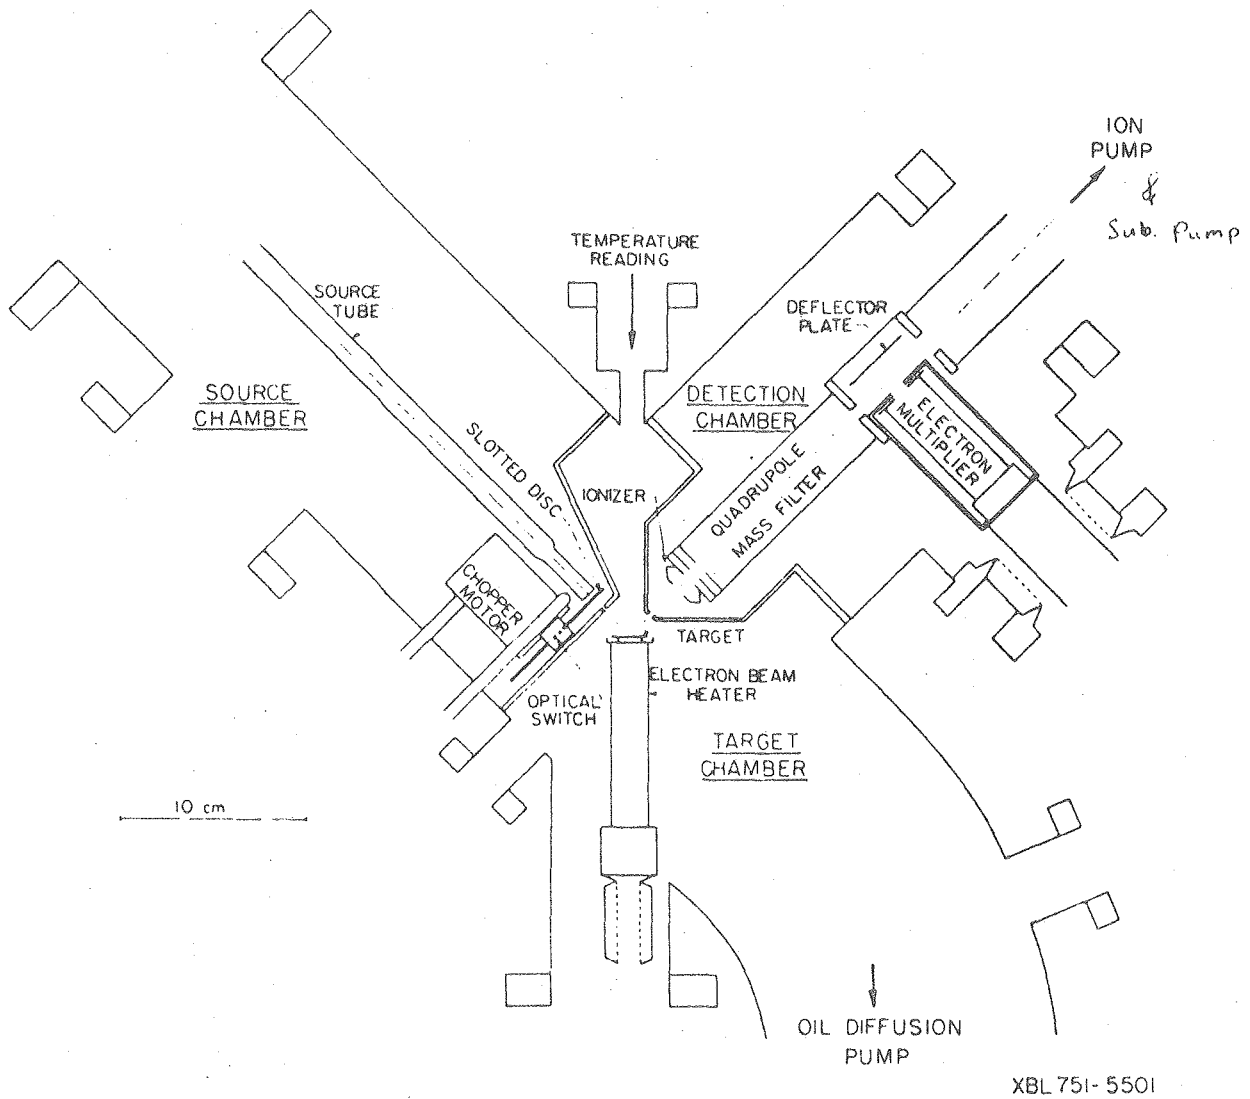 ION
PUMP
&
Sub. Pump
TEMPERATURE
READING
SOURCE
TUBE
DEFLECTOR
PLATE
SOURCE
CHAMBER
DETECTION
CHAMBER
ELECTRON
MULTIPLIER
SLOTTED DISC
IONIZER
QUADRUPOLE
MASS FILTER
CHOPPER
MOTOR
TARGET
ELECTRON BEAM
HEATER
OPTICAL
SWITCH
TARGET
CHAMBER
10 cm
OIL DIFFUSION
PUMP
XBL 751-5501